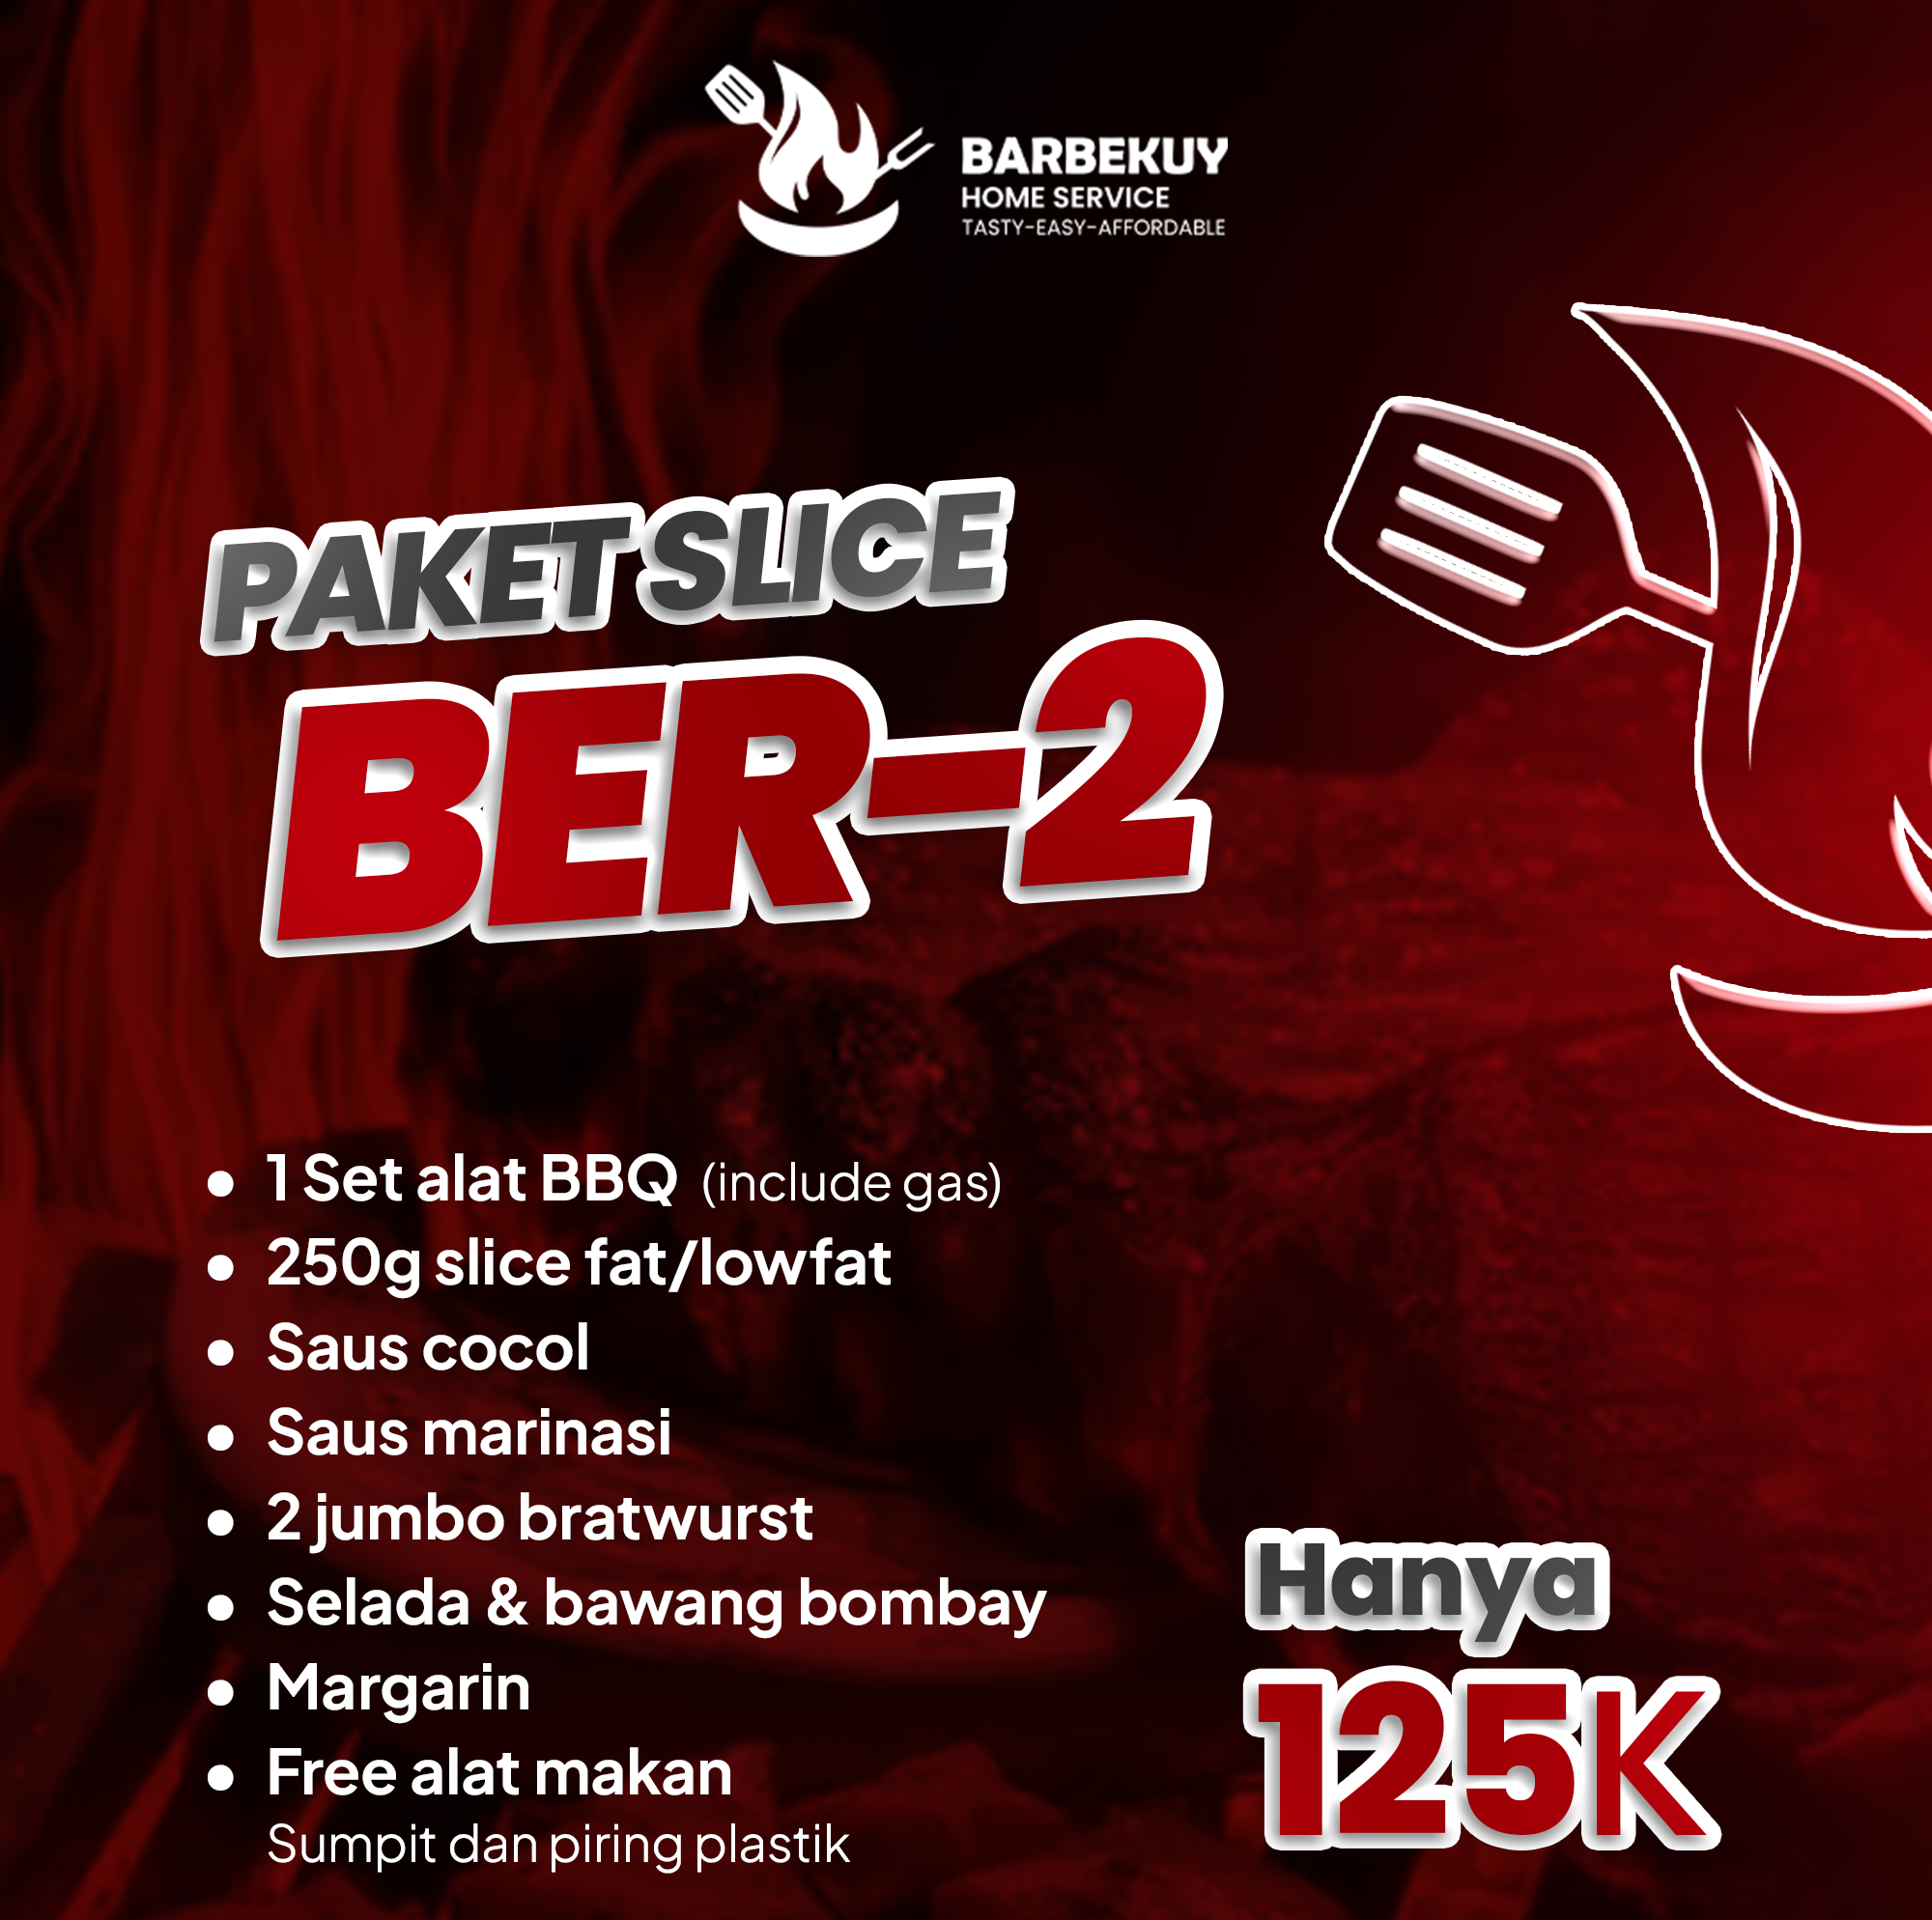 BARBEKUY
HOME SERVICE
TASTY-EASY-AFFORDABLE
PAKET SLICE
BER-2
• 1 Set alat BBQ (include gas)
• 250g slice fat/lowfat
• Saus cocol
• Saus marinasi
• 2 jumbo bratwurst
• Selada & bawang bombay
• Margarin
• Free alat makan
Sumpit dan piring plastik
Hanya
125K